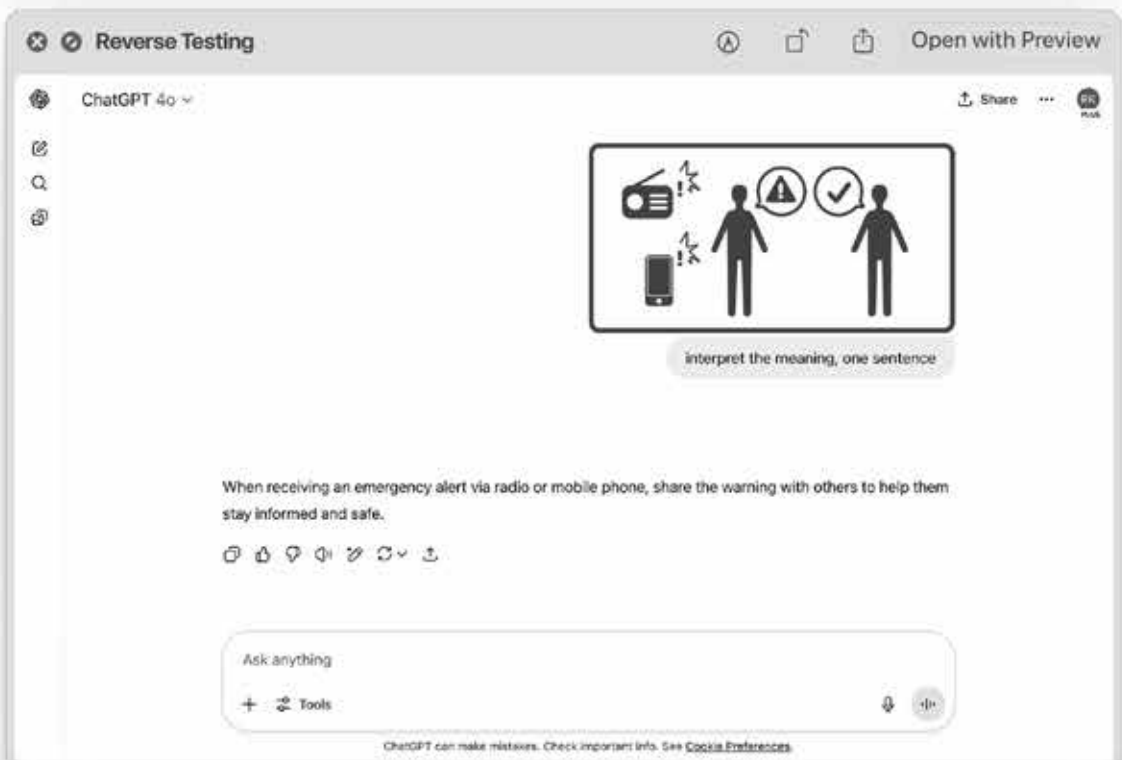 Reverse Testing
Open with Preview
ChatGPT 4o
Share
PLUS
interpret the meaning, one sentence
When receiving an emergency alert via radio or mobile phone, share the warning with others to help them
stay informed and safe.
Ask anything
Tools
ChatGPT can make mistakes. Check important info. See Cookie Preferences.